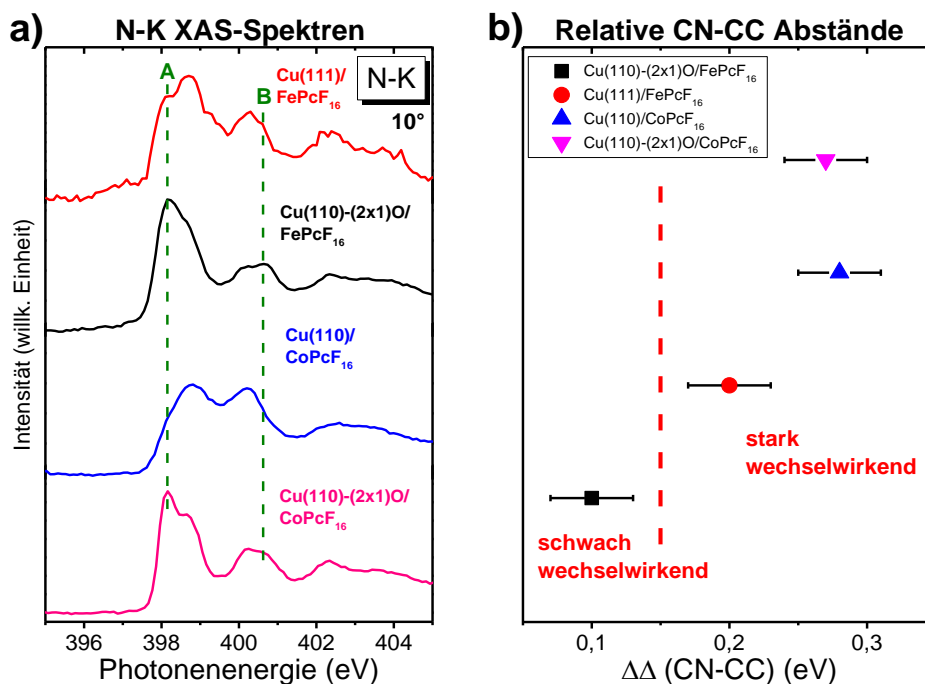 a)
N-K XAS-Spektren
A
B
N-K
10°
Cu(111)/
FePcF₁₆
Cu(110)-(2x1)O/
FePcF₁₆
Cu(110)/
CoPcF₁₆
Cu(110)-(2x1)O/
CoPcF₁₆
Intensität (willk. Einheit)
396 398 400 402 404
Photonenenergie (eV)
b)
Relative CN-CC Abstände
Cu(110)-(2x1)O/FePcF₁₆
Cu(111)/FePcF₁₆
Cu(110)/CoPcF₁₆
Cu(110)-(2x1)O/CoPcF₁₆
stark
wechselwirkend
schwach
wechselwirkend
0,1 0,2 0,3
ΔΔ (CN-CC) (eV)